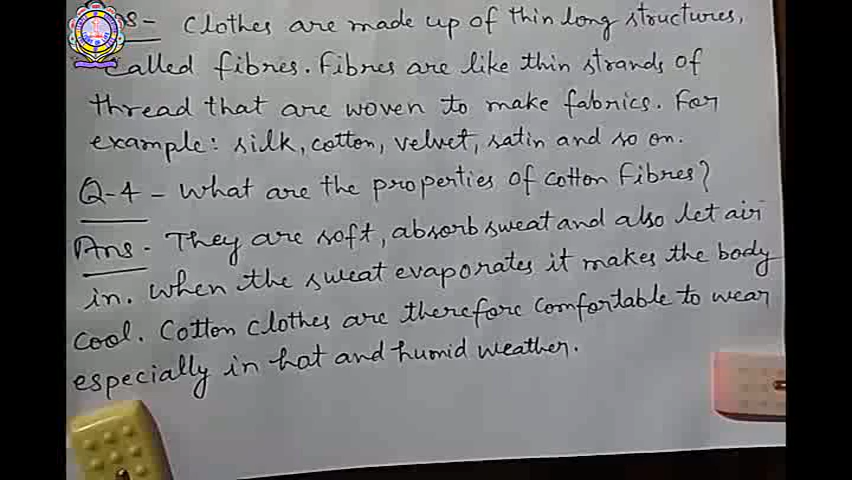 Ans- Clothes are made up of thin long structures,
called fibres. Fibres are like thin strands of
thread that are woven to make fabrics. For
example: silk, cotton, velvet, satin and so on.
Q-4 - What are the properties of cotton fibres?
Ans- They are soft, absorb sweat and also let air
in. When the sweat evaporates it makes the body
cool. Cotton clothes are therefore comfortable to wear
especially in hot and humid weather.